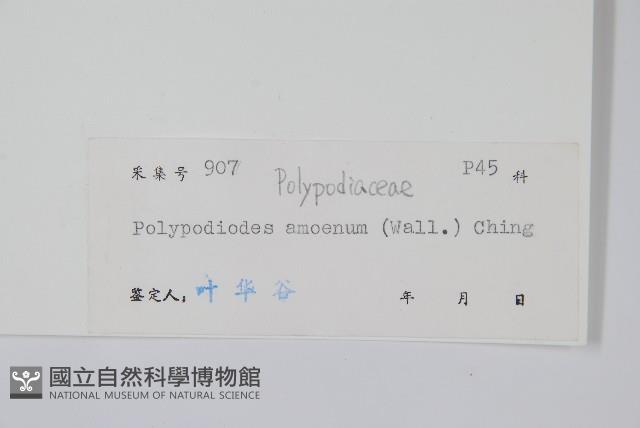 采集号 907 Polypodiaceae P45 科
Polypodiodes amoenum (Wall.) Ching
鉴定人: 叶华谷 年 月 日
國立自然科學博物館
NATIONAL MUSEUM OF NATURAL SCIENCE